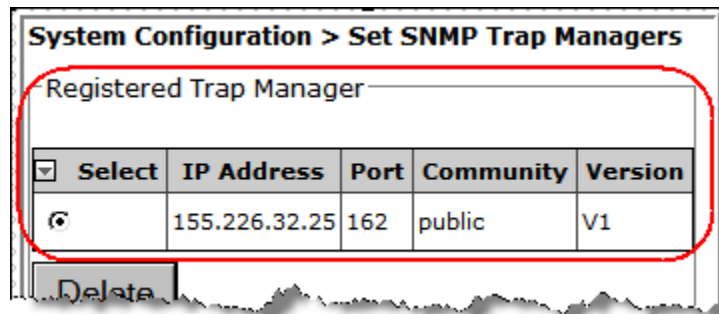 System Configuration > Set SNMP Trap Managers
Registered Trap Manager
Select IP Address Port Community Version
155.226.32.25 162 public V1
Delete